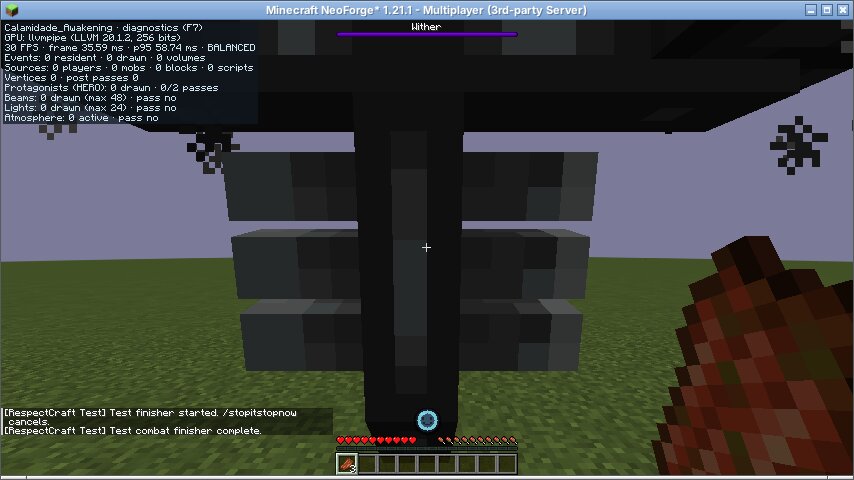 Minecraft NeoForge* 1.21.1 - Multiplayer (3rd-party Server)
Wither
Calamidade_Awakening · diagnostics (F7)
GPU: llvmpipe (LLVM 20.1.2, 256 bits)
30 FPS · frame 35.59 ms · p95 58.74 ms · BALANCED
Events: 0 resident · 0 drawn · 0 volumes
Sources: 0 players · 0 mobs · 0 blocks · 0 scripts
Vertices 0 · post passes 0
Protagonists (HERO): 0 drawn · 0/2 passes
Beams: 0 drawn (max 48) · pass no
Lights: 0 drawn (max 24) · pass no
Atmosphere: 0 active · pass no
[RespectCraft Test] Test finisher started. /stopitstopnow
cancels.
[RespectCraft Test] Test combat finisher complete.
3